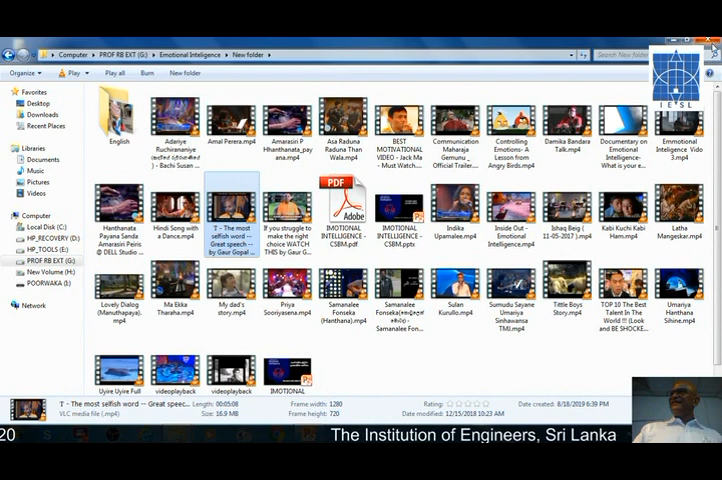 Computer ▸ PROF RB EXT (G:) ▸ Emotional Inteligence ▸ New folder ▸
Search New folder
Organize ▾ Play ▾ Play all Burn New folder
IESL
Favorites
Desktop
Downloads
Recent Places
Libraries
Documents
Music
Pictures
Videos
Computer
Local Disk (C:)
HP_RECOVERY (D:)
HP_TOOLS (E:)
PROF RB EXT (G:)
New Volume (H:)
POORWAKA (I:)
Network
English
Adariye
Ruchirananiye
Bachi Susan ...
Amal Perera.mp4
Amarasiri P
Hhanthanata_paya
ona.mp4
Asa Raduna
Raduna Than
Wala.mp4
BEST
MOTIVATIONAL
VIDEO - Jack Ma
- Must Watch...
Communication
Maharaja
Gemunu _
Official Trailer...
Controlling
Emotions- A
Lesson from
Angry Birds.mp4
Damika Bandara
Talk.mp4
Documentary on
Emotional
Intelligence-
What is your e...
Emmotional
Inteligence Vido
3.mp4
Hanthanata
Payana Sanda
Amarasiri Peiris
@ DELL Studio ...
Hindi Song with
a Dance.mp4
'I' - The most
selfish word --
Great speech --
by Gaur Gopal ...
If you struggle to
make the right
choice WATCH
THIS by Gaur G...
PDF
Adobe
IMOTIONAL
INTELLIGENCE -
CSBM.pdf
IMOTIONAL
INTELLIGENCE -
CSBM.pptx
Indika
Upamalee.mp4
Inside Out -
Emotional
Intelligence.mp4
Ishaq Beig (
11-05-2017 ).mp4
Kabi Kuchi Kabi
Ham.mp4
Latha
Mangeskar.mp4
Lovely Dialog
(Manuthapaya).
mp4
Ma Ekka
Tharaha.mp4
My dad's
story.mp4
Priya
Sooriyasena.mp4
Samanalee
Fonseka
(Hanthana).mp4
Samanalee
Samanalee Fon...
Sulan
Kurullo.mp4
Sumudu Sayane
Umariya
Sinhawansa
TM).mp4
Tittle Boys
Story.mp4
TOP 10 The Best
Talent In The
World !!! (Look
and BE SHOCKE...
Umariya
Hanthana
Sihine.mp4
Uyire Uyire Full
videoplayback
videoplayback
IMOTIONAL
'I' - The most selfish word -- Great speec... Length: 00:05:08 Frame width: 1280 Rating: Date created: 8/18/2019 6:39 PM
VLC media file (.mp4) Size: 16.9 MB Frame height: 720 Date modified: 12/15/2018 10:23 AM
20 The Institution of Engineers, Sri Lanka